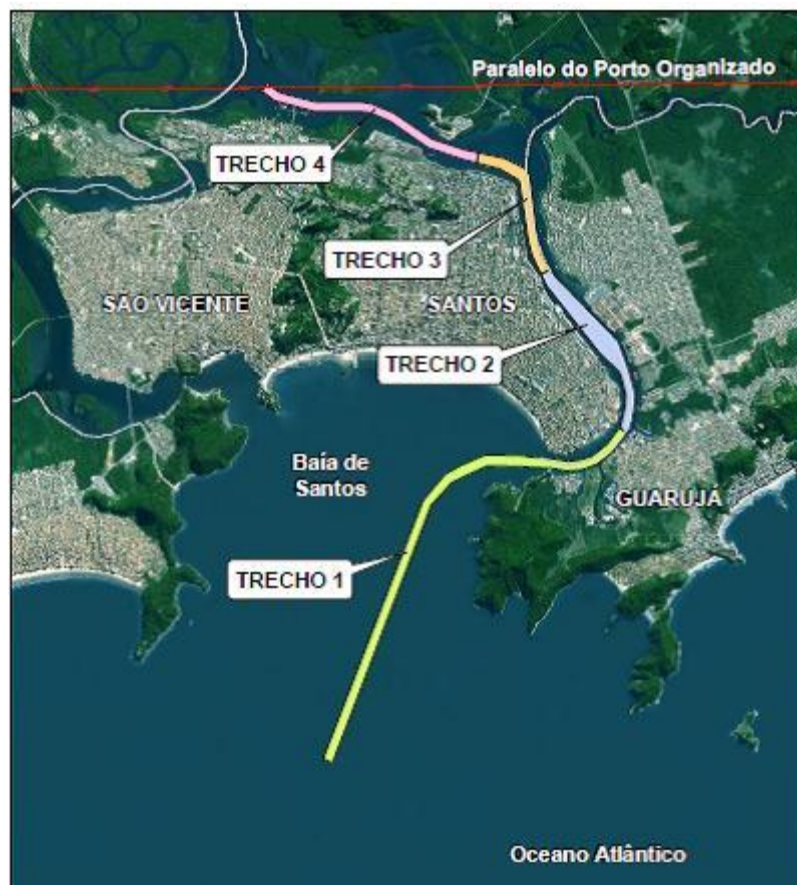 Paralelo do Porto Organizado
TRECHO 4
TRECHO 3
SÃO VICENTE
SANTOS
TRECHO 2
Baía de
Santos
GUARUJÁ
TRECHO 1
Oceano Atlântico